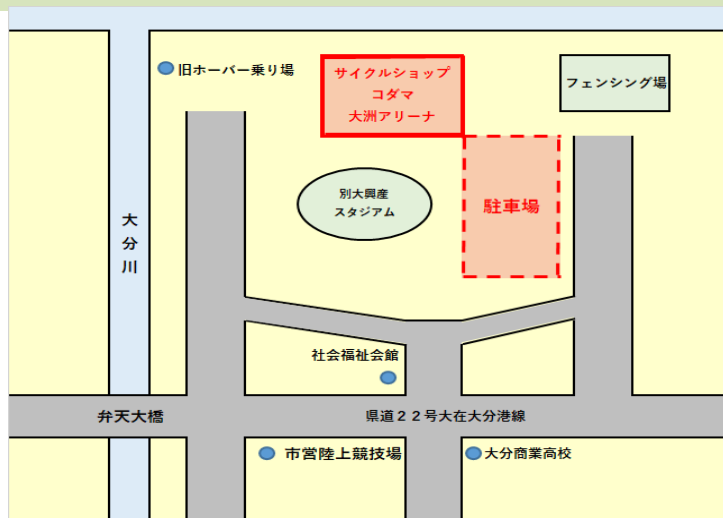 旧ホーバー乗り場
サイクルショップ
コダマ
大洲アリーナ
フェンシング場
別大興産
スタジアム
駐車場
大分川
社会福祉会館
弁天大橋
県道22号大在大分港線
市営陸上競技場
大分商業高校